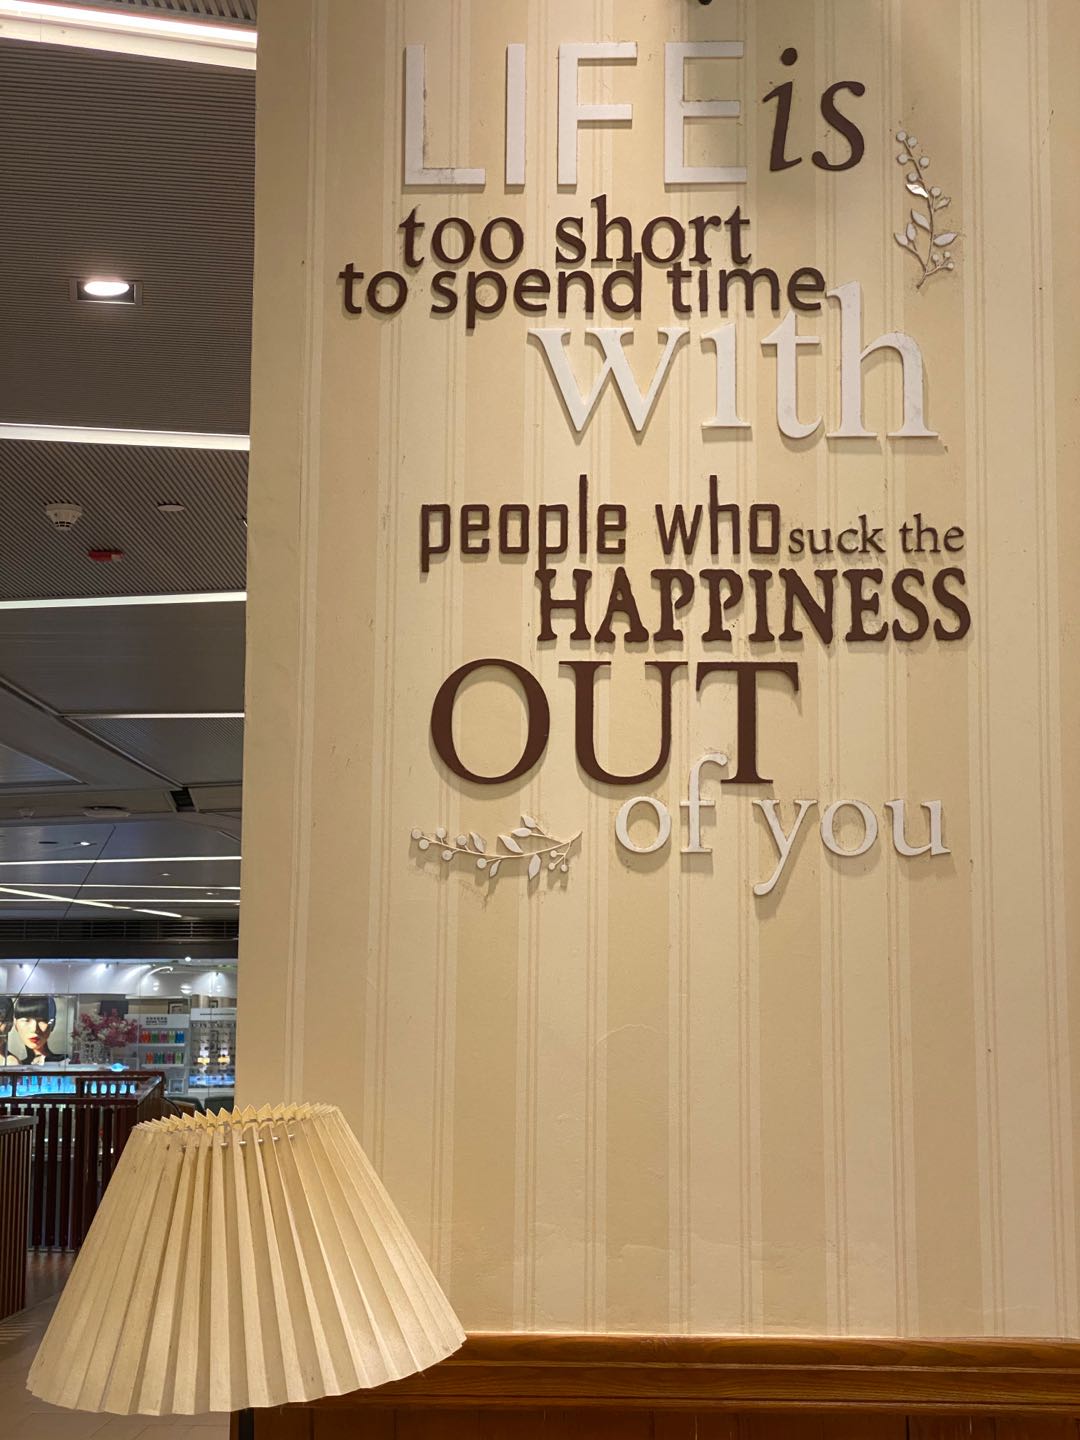 LIFE is
too short
to spend time
with
people who suck the
HAPPINESS
OUT
of you